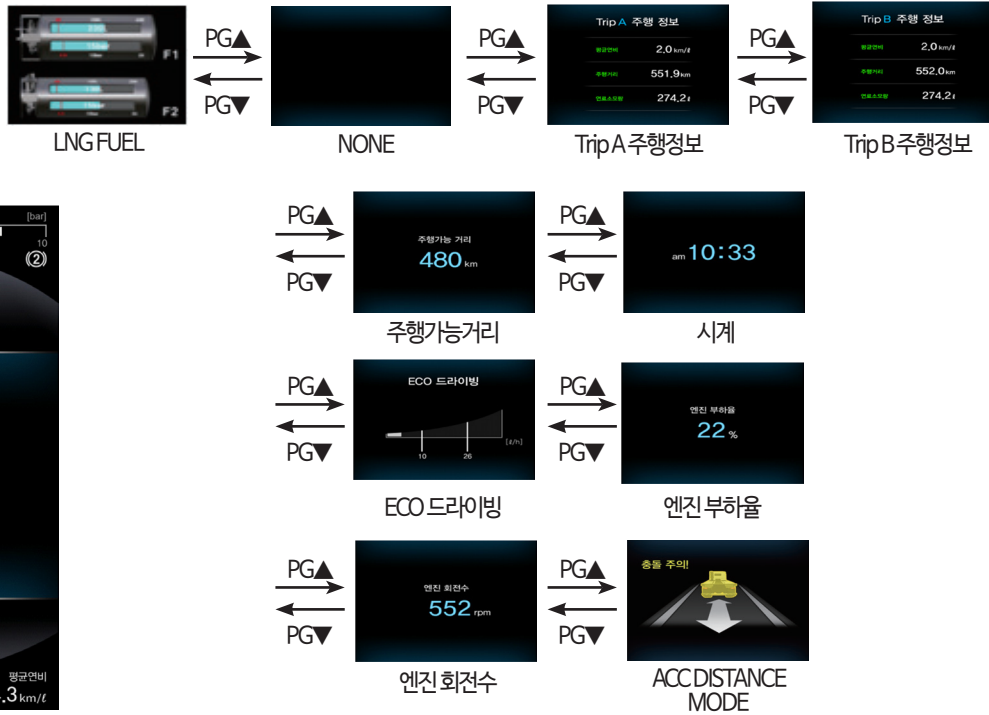 F1
F2
PG▲
PG▼
LNG FUEL
NONE
PG▲
PG▼
Trip A 주행 정보
평균연비 2.0 km/ℓ
주행거리 551.9 km
연료소모량 274.2 ℓ
Trip A 주행정보
PG▲
PG▼
Trip B 주행 정보
평균연비 2.0 km/ℓ
주행거리 552.0 km
연료소모량 274.2 ℓ
Trip B 주행정보
[bar]
10
(2)
평균연비
.3 km/ℓ
PG▲
PG▼
주행가능 거리
480 km
주행가능거리
PG▲
PG▼
am 10:33
시계
PG▲
PG▼
ECO 드라이빙
[ℓ/h]
10 26
ECO 드라이빙
PG▲
PG▼
엔진 부하율
22 %
엔진 부하율
PG▲
PG▼
엔진 회전수
552 rpm
엔진 회전수
PG▲
PG▼
충돌 주의!
ACC DISTANCE
MODE